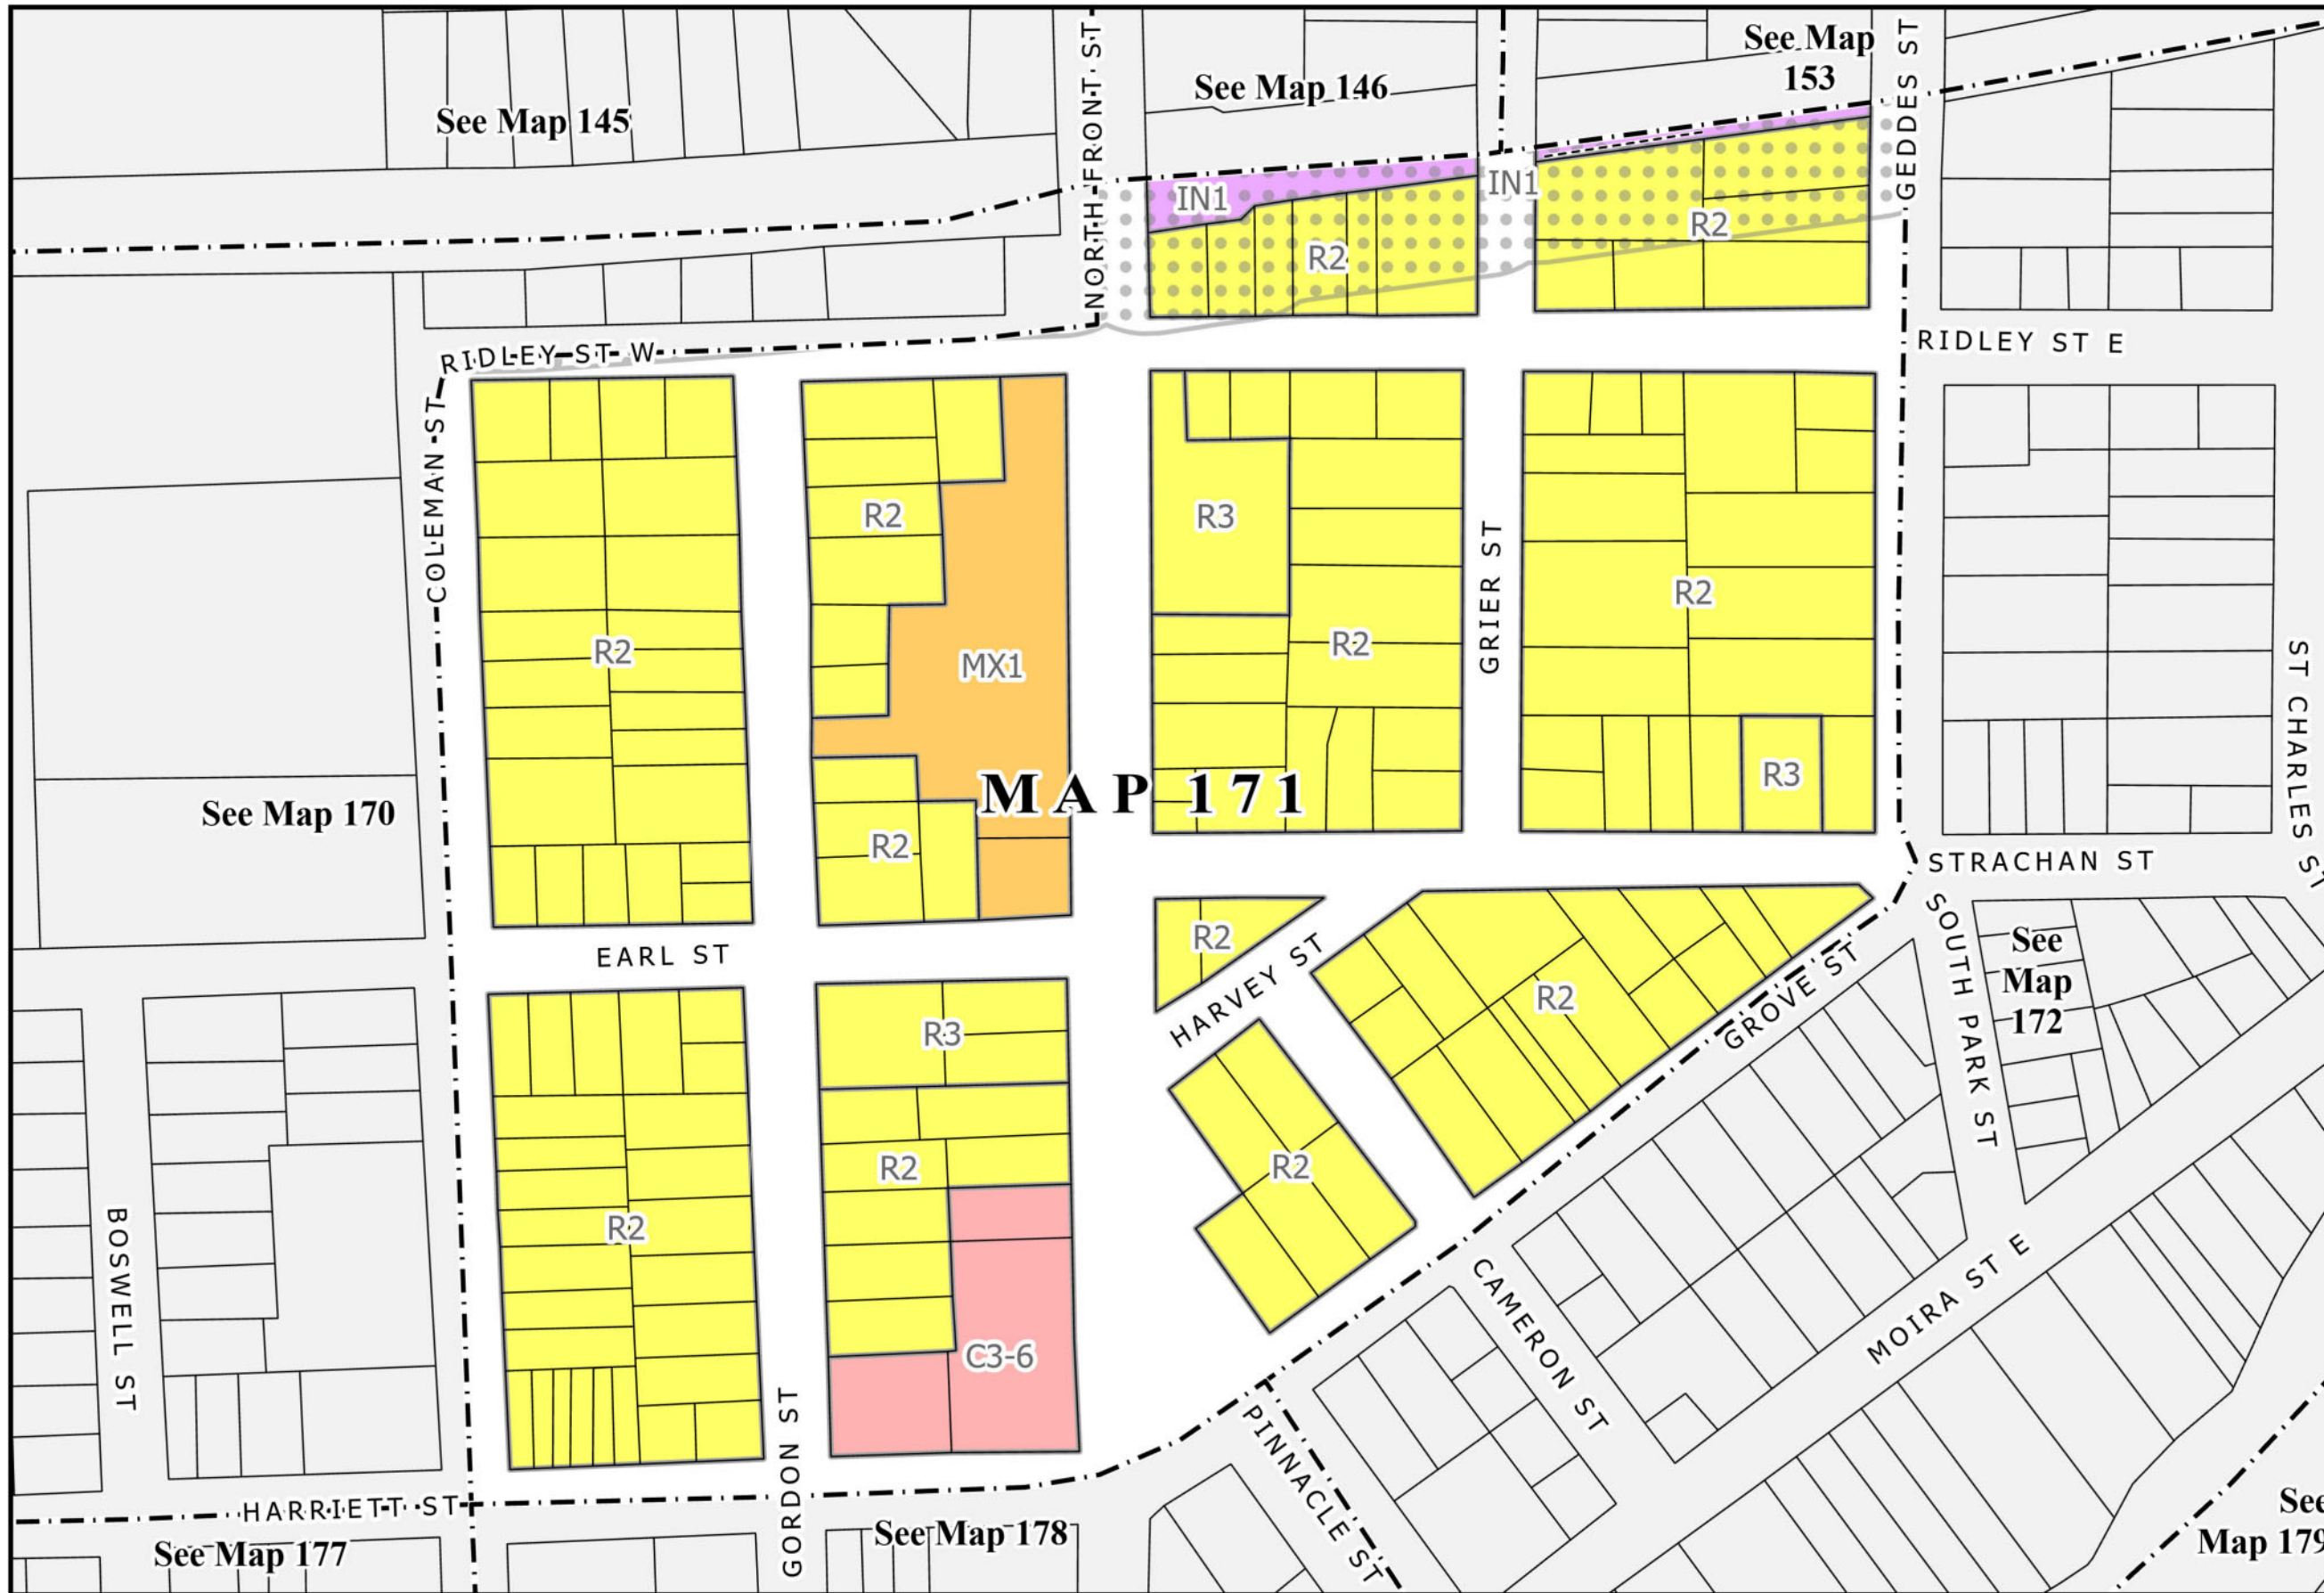 See Map
153
See Map 146
See Map 145
NORTH FRONT ST
GEDDES ST
IN1
IN1
R2
R2
RIDLEY ST W
RIDLEY ST E
COLEMAN ST
R2
R3
GRIER ST
R2
R2
R2
MX1
ST CHARLES ST
R3
MAP 171
See Map 170
R2
STRACHAN ST
R2
EARL ST
HARVEY ST
R2
GROVE ST
SOUTH PARK ST
See
Map
172
R3
R2
R2
R2
BOSWELL ST
C3-6
CAMERON ST
MOIRA ST E
GORDON ST
PINNACLE ST
HARRIETT ST
See Map 177
See Map 178
See
Map 179